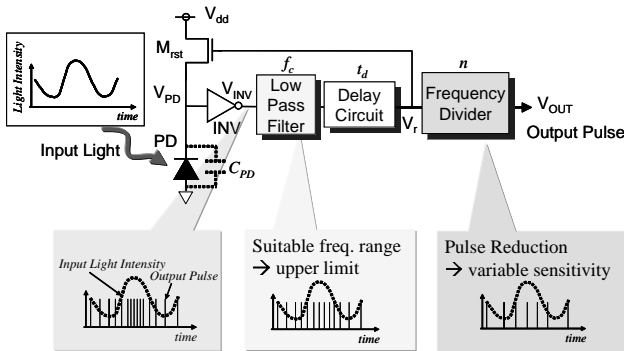 Light Intensity
time
Input Light
V_dd
M_rst
V_PD
PD
C_PD
V_INV
INV
f_c
Low
Pass
Filter
t_d
Delay
Circuit
V_r
n
Frequency
Divider
V_OUT
Output Pulse
Input Light Intensity
Output Pulse
time
Suitable freq. range
→ upper limit
time
Pulse Reduction
→ variable sensitivity
time